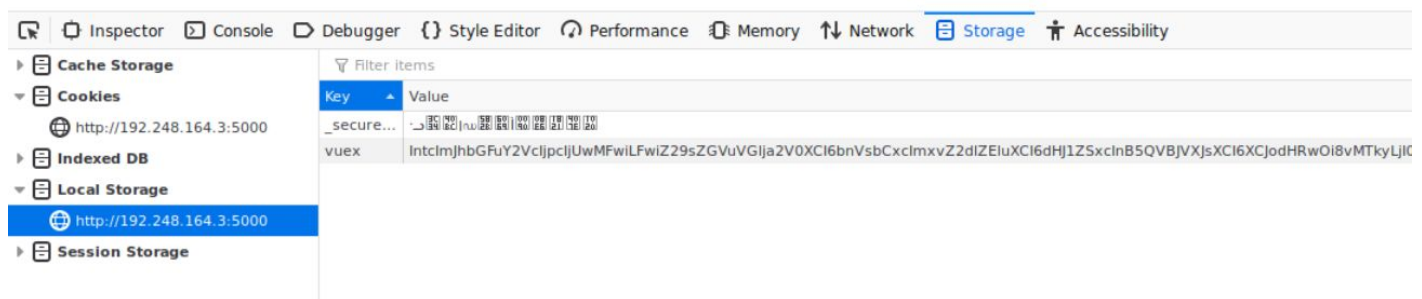 Inspector Console Debugger {} Style Editor Performance Memory Network Storage Accessibility
Cache Storage
Filter items
Cookies
Key Value
http://192.248.164.3:5000
_secure...
Indexed DB
vuex
Local Storage
http://192.248.164.3:5000
Session Storage